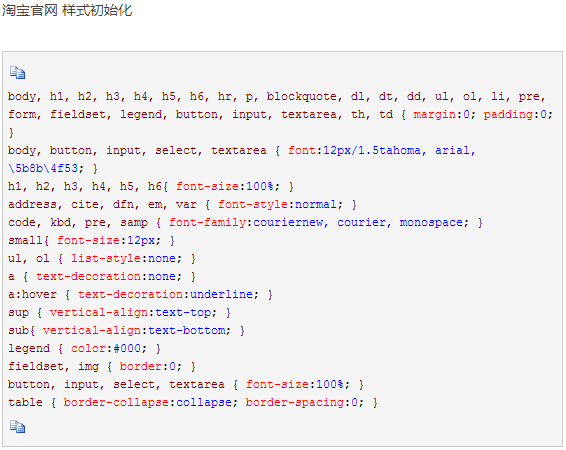 淘宝官网 样式初始化
body, h1, h2, h3, h4, h5, h6, hr, p, blockquote, dl, dt, dd, ul, ol, li, pre,
form, fieldset, legend, button, input, textarea, th, td { margin:0; padding:0;
}
body, button, input, select, textarea { font:12px/1.5tahoma, arial,
\5b8b\4f53; }
h1, h2, h3, h4, h5, h6{ font-size:100%; }
address, cite, dfn, em, var { font-style:normal; }
code, kbd, pre, samp { font-family:couriernew, courier, monospace; }
small{ font-size:12px; }
ul, ol { list-style:none; }
a { text-decoration:none; }
a:hover { text-decoration:underline; }
sup { vertical-align:text-top; }
sub{ vertical-align:text-bottom; }
legend { color:#000; }
fieldset, img { border:0; }
button, input, select, textarea { font-size:100%; }
table { border-collapse:collapse; border-spacing:0; }